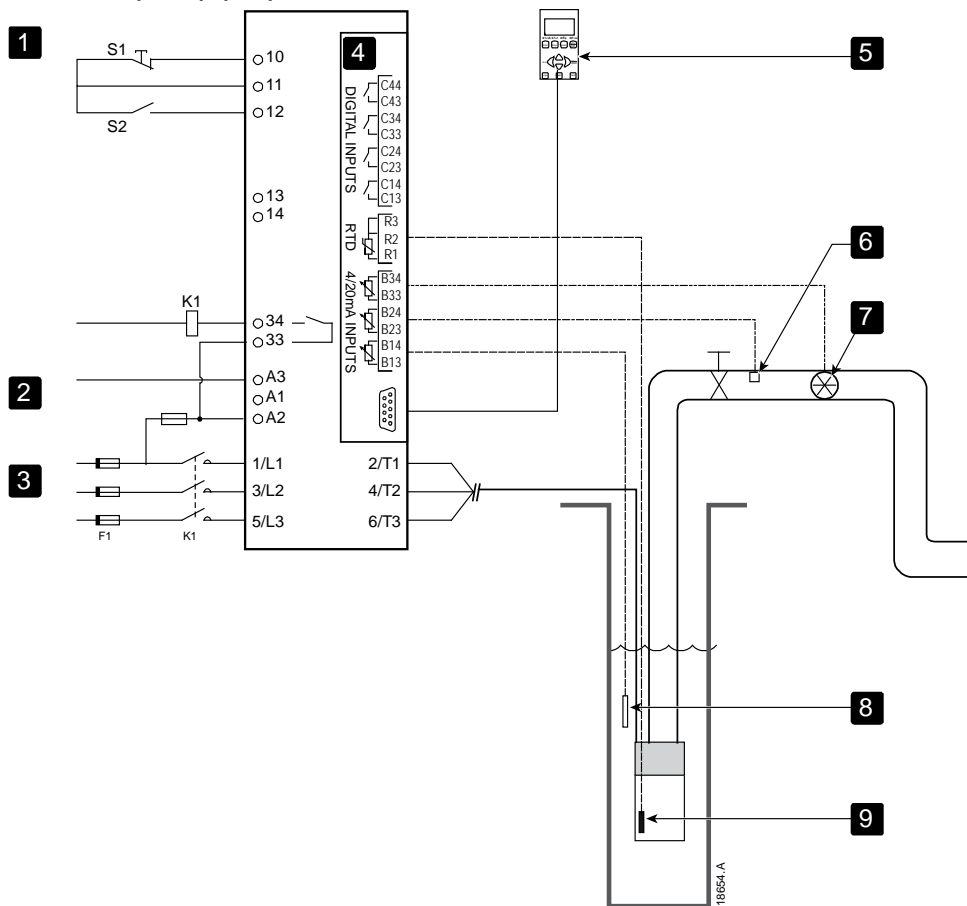 1
S1
10
11
12
S2
13
14
K1
34
33
2
A3
A1
A2
3
1/L1
3/L2
5/L3
F1
K1
2/T1
4/T2
6/T3
4
DIGITAL INPUTS
C44
C43
C34
C33
C24
C23
C14
C13
RTD
R3
R2
R1
4/20mA INPUTS
B34
B33
B24
B23
B14
B13
5
6
7
8
9
18654.A